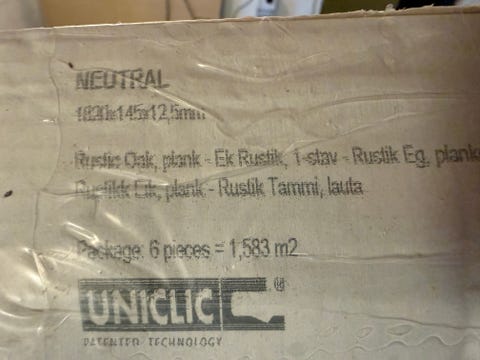 NEUTRAL
1820x145x12,5mm
Rustic Oak, plank - Ek Rustik, 1-stav - Rustik Eg, plank
Rustikk Eik, plank - Rustik Tammi, lauta
Package: 6 pieces = 1,583 m2
UNICLIC ®
PATENTED TECHNOLOGY